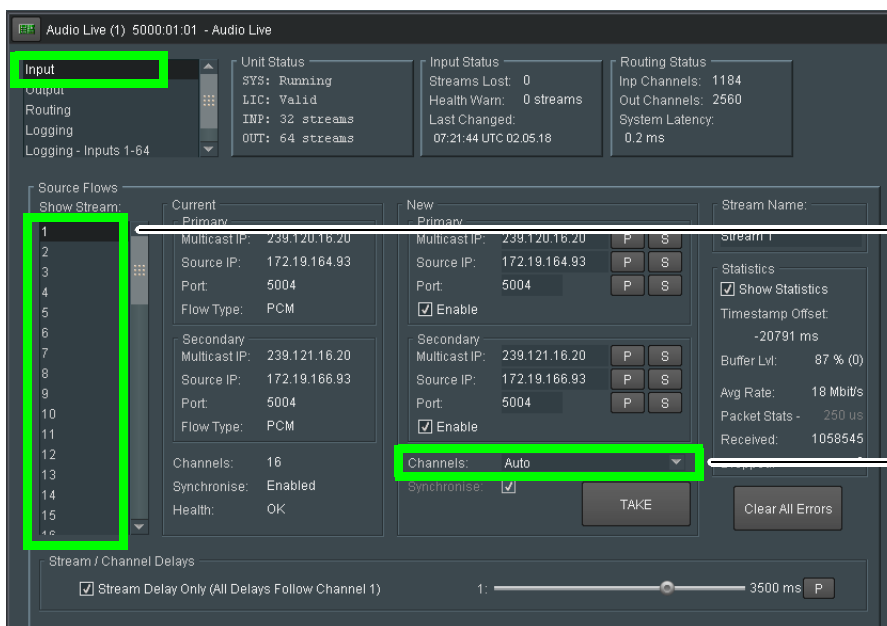 Audio Live (1) 5000:01:01 - Audio Live
Input
Output
Routing
Logging
Logging - Inputs 1-64
Unit Status
SYS: Running
LIC: Valid
INP: 32 streams
OUT: 64 streams
Input Status
Streams Lost: 0
Health Warn: 0 streams
Last Changed:
07:21:44 UTC 02.05.18
Routing Status
Inp Channels: 1184
Out Channels: 2560
System Latency:
0.2 ms
Source Flows
Show Stream:
1
2
3
4
5
6
7
8
9
10
11
12
13
14
15
16
Current
Primary
Multicast IP: 239.120.16.20
Source IP: 172.19.164.93
Port: 5004
Flow Type: PCM
Secondary
Multicast IP: 239.121.16.20
Source IP: 172.19.166.93
Port: 5004
Flow Type: PCM
Channels: 16
Synchronise: Enabled
Health: OK
New
Primary
Multicast IP: 239.120.16.20 P S
Source IP: 172.19.164.93 P S
Port: 5004 P S
Enable
Secondary
Multicast IP: 239.121.16.20 P S
Source IP: 172.19.166.93 P S
Port: 5004 P S
Enable
Channels: Auto
Synchronise:
TAKE
Stream Name:
Stream 1
Statistics
Show Statistics
Timestamp Offset:
-20791 ms
Buffer Lvl: 87 % (0)
Avg Rate: 18 Mbit/s
Packet Stats - 250 us
Received: 1058545
Dropped:
Clear All Errors
Stream / Channel Delays
Stream Delay Only (All Delays Follow Channel 1)
1: 3500 ms P